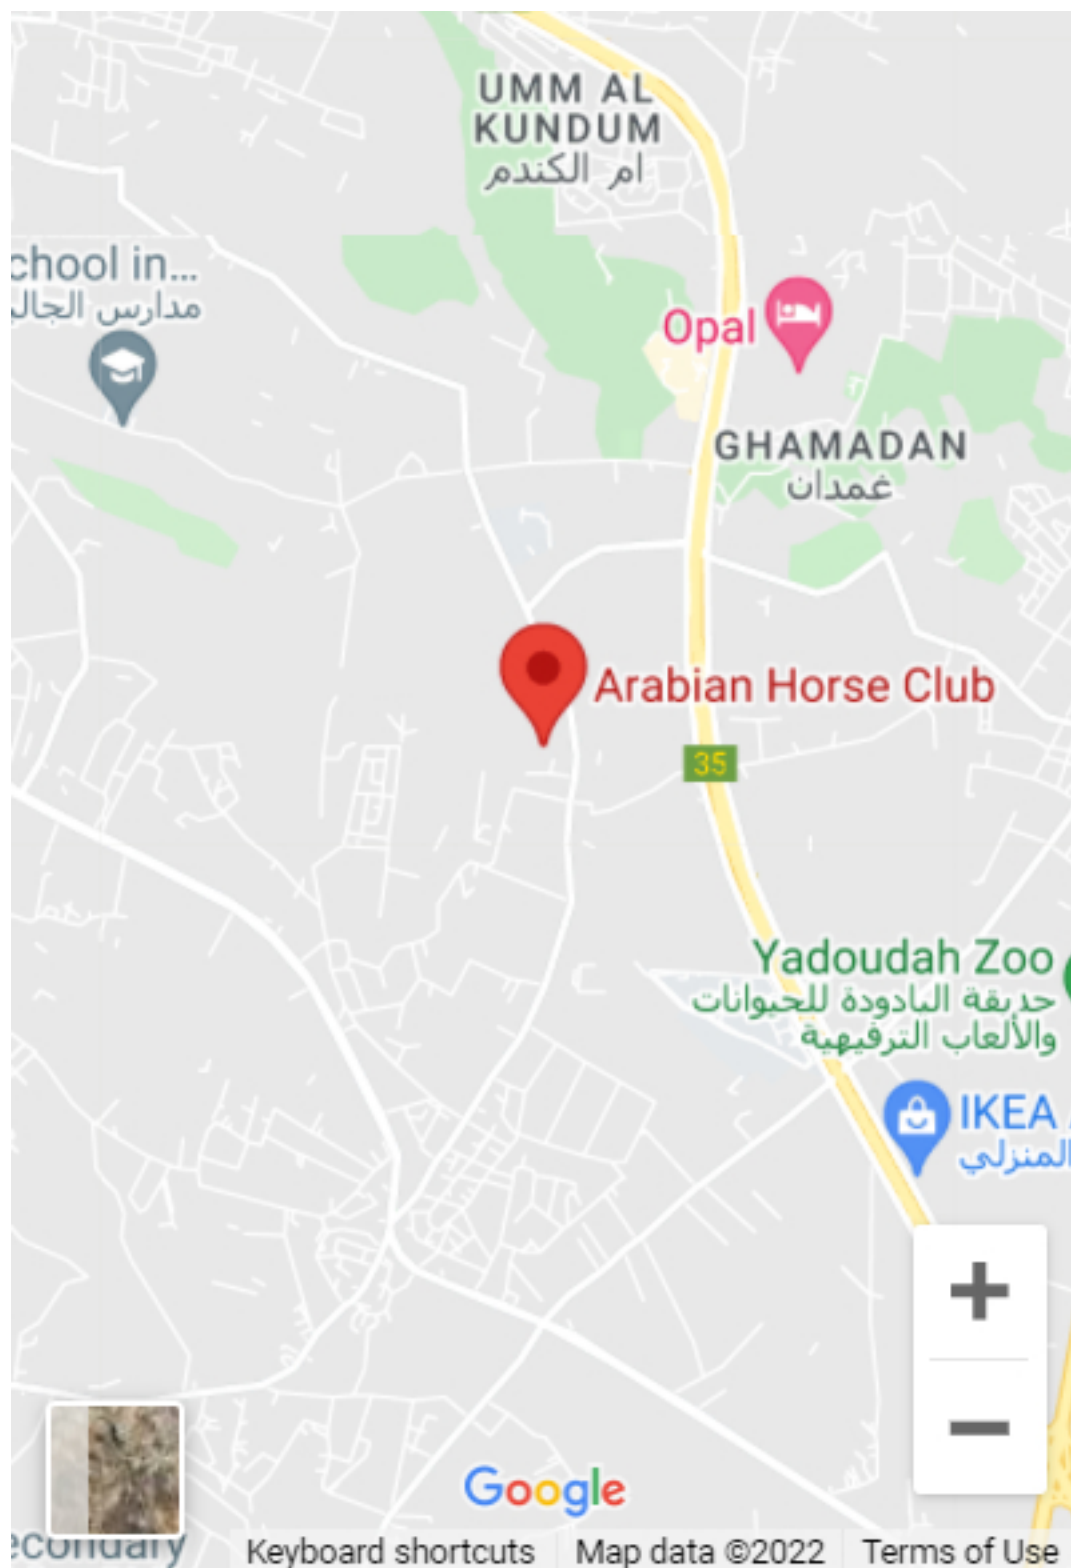 UMM AL
KUNDUM
ام الكندم
chool in...
مدارس الجال
Opal
GHAMADAN
غمدان
Arabian Horse Club
35
Yadoudah Zoo
حديقة اليادودة للحيوانات
والألعاب الترفيهية
IKEA
المنزلي
Google
econdary
Keyboard shortcuts
Map data ©2022
Terms of Use